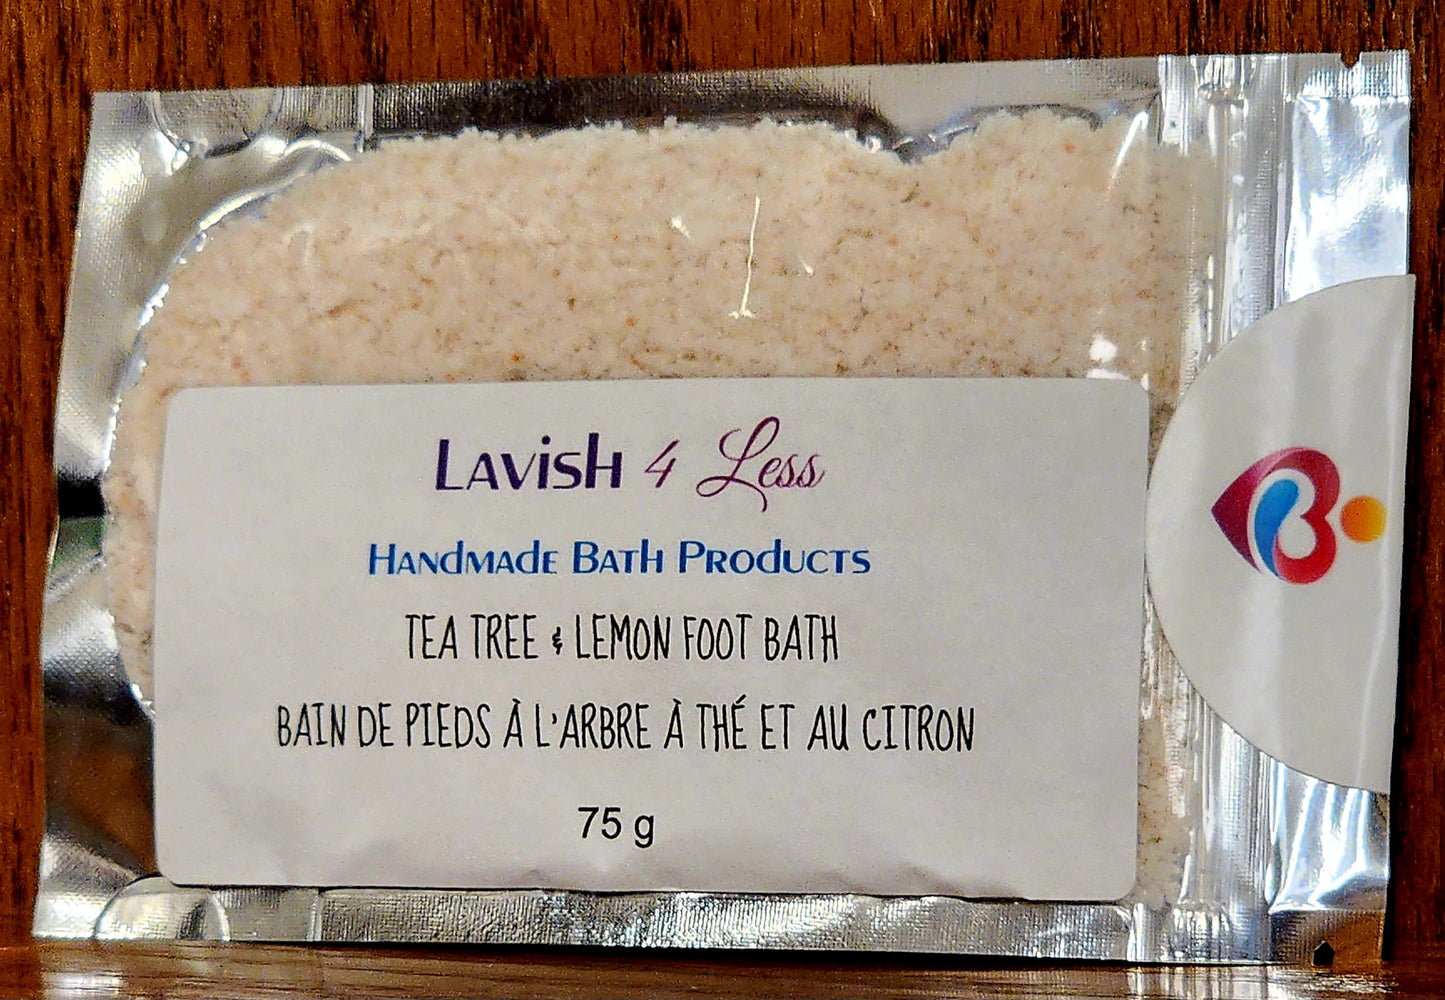 Lavish 4 Less
Handmade Bath Products
TEA TREE & LEMON FOOT BATH
BAIN DE PIEDS À L'ARBRE À THÉ ET AU CITRON
75 g